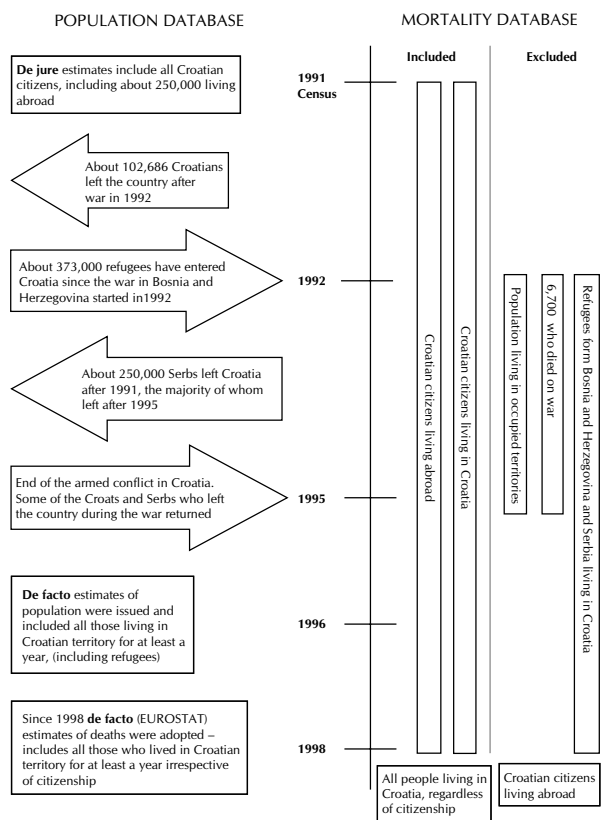 POPULATION DATABASE
De jure estimates include all Croatian
citizens, including about 250,000 living
abroad
About 102,686 Croatians
left the country after
war in 1992
About 373,000 refugees have entered
Croatia since the war in Bosnia and
Herzegovina started in1992
About 250,000 Serbs left Croatia
after 1991, the majority of whom
left after 1995
End of the armed conflict in Croatia.
Some of the Croats and Serbs who left
the country during the war returned
De facto estimates of
population were issued and
included all those living in
Croatian territory for at least a
year, (including refugees)
Since 1998 de facto (EUROSTAT)
estimates of deaths were adopted –
includes all those who lived in Croatian
territory for at least a year irrespective
of citizenship
MORTALITY DATABASE
Included
Excluded
1991
Census
1992
1995
1996
1998
Croatian citizens living abroad
Croatian citizens living in Croatia
Population living in occupied territories
6,700 who died on war
Refugees form Bosnia and Herzegovina and Serbia living in Croatia
All people living in
Croatia, regardless
of citizenship
Croatian citizens
living abroad